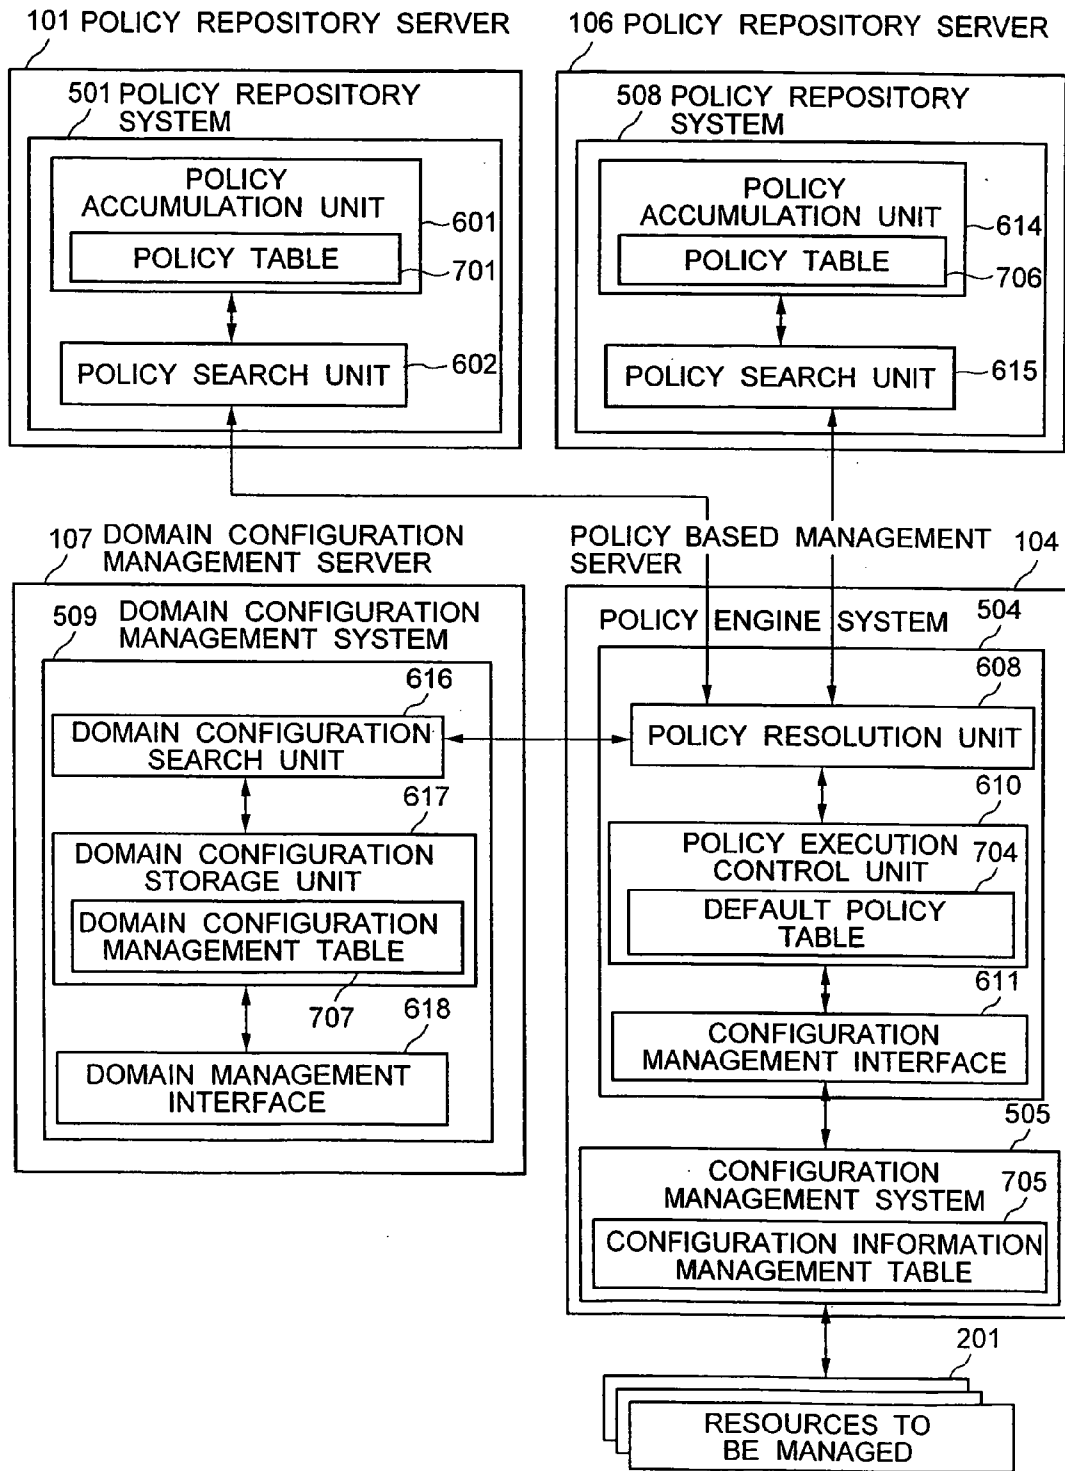 101 POLICY REPOSITORY SERVER
501 POLICY REPOSITORY
SYSTEM
POLICY
ACCUMULATION UNIT
601
POLICY TABLE
701
POLICY SEARCH UNIT
602
106 POLICY REPOSITORY SERVER
508 POLICY REPOSITORY
SYSTEM
POLICY
ACCUMULATION UNIT
614
POLICY TABLE
706
POLICY SEARCH UNIT
615
107 DOMAIN CONFIGURATION
MANAGEMENT SERVER
509 DOMAIN CONFIGURATION
MANAGEMENT SYSTEM
616
DOMAIN CONFIGURATION
SEARCH UNIT
617
DOMAIN CONFIGURATION
STORAGE UNIT
DOMAIN CONFIGURATION
MANAGEMENT TABLE
707
618
DOMAIN MANAGEMENT
INTERFACE
POLICY BASED MANAGEMENT
SERVER
104
POLICY ENGINE SYSTEM
504
608
POLICY RESOLUTION UNIT
610
POLICY EXECUTION
CONTROL UNIT
704
DEFAULT POLICY
TABLE
611
CONFIGURATION
MANAGEMENT INTERFACE
505
CONFIGURATION
MANAGEMENT SYSTEM
705
CONFIGURATION INFORMATION
MANAGEMENT TABLE
201
RESOURCES TO
BE MANAGED